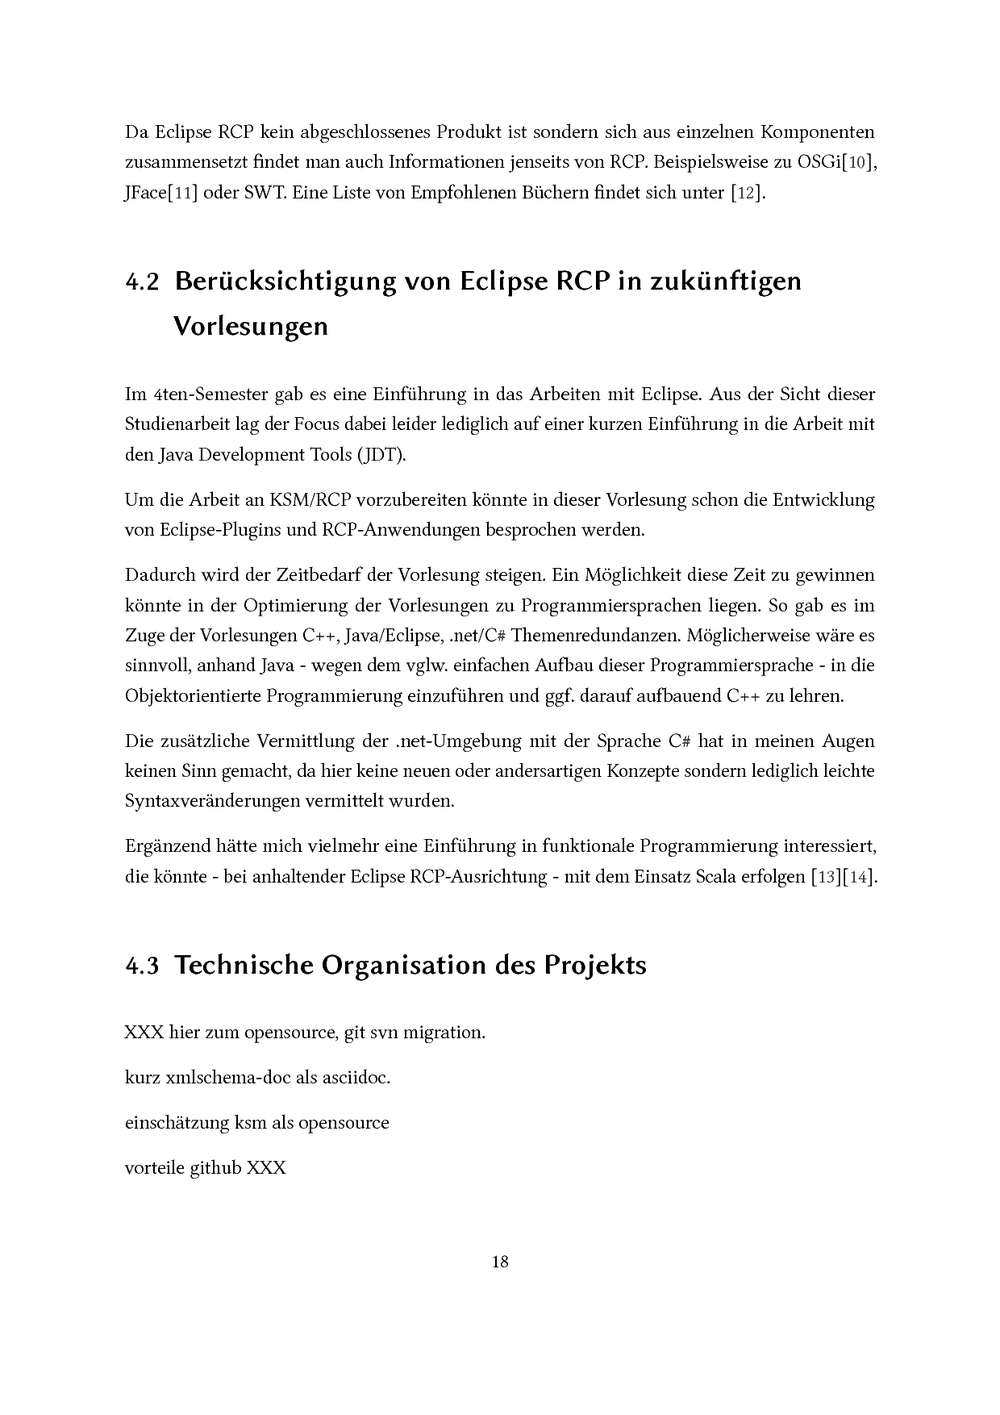 Da Eclipse RCP kein abgeschlossenes Produkt ist sondern sich aus einzelnen Komponenten
zusammensetzt findet man auch Informationen jenseits von RCP. Beispielsweise zu OSGi[10],
JFace[11] oder SWT. Eine Liste von Empfohlenen Büchern findet sich unter [12].
4.2 Berücksichtigung von Eclipse RCP in zukünftigen
Vorlesungen
Im 4ten-Semester gab es eine Einführung in das Arbeiten mit Eclipse. Aus der Sicht dieser
Studienarbeit lag der Focus dabei leider lediglich auf einer kurzen Einführung in die Arbeit mit
den Java Development Tools (JDT).
Um die Arbeit an KSM/RCP vorzubereiten könnte in dieser Vorlesung schon die Entwicklung
von Eclipse-Plugins und RCP-Anwendungen besprochen werden.
Dadurch wird der Zeitbedarf der Vorlesung steigen. Ein Möglichkeit diese Zeit zu gewinnen
könnte in der Optimierung der Vorlesungen zu Programmiersprachen liegen. So gab es im
Zuge der Vorlesungen C++, Java/Eclipse, .net/C# Themenredundanzen. Möglicherweise wäre es
sinnvoll, anhand Java - wegen dem vglw. einfachen Aufbau dieser Programmiersprache - in die
Objektorientierte Programmierung einzuführen und ggf. darauf aufbauend C++ zu lehren.
Die zusätzliche Vermittlung der .net-Umgebung mit der Sprache C# hat in meinen Augen
keinen Sinn gemacht, da hier keine neuen oder andersartigen Konzepte sondern lediglich leichte
Syntaxveränderungen vermittelt wurden.
Ergänzend hätte mich vielmehr eine Einführung in funktionale Programmierung interessiert,
die könnte - bei anhaltender Eclipse RCP-Ausrichtung - mit dem Einsatz Scala erfolgen [13][14].
4.3 Technische Organisation des Projekts
XXX hier zum opensource, git svn migration.
kurz xmlschema-doc als asciidoc.
einschätzung ksm als opensource
vorteile github XXX
18